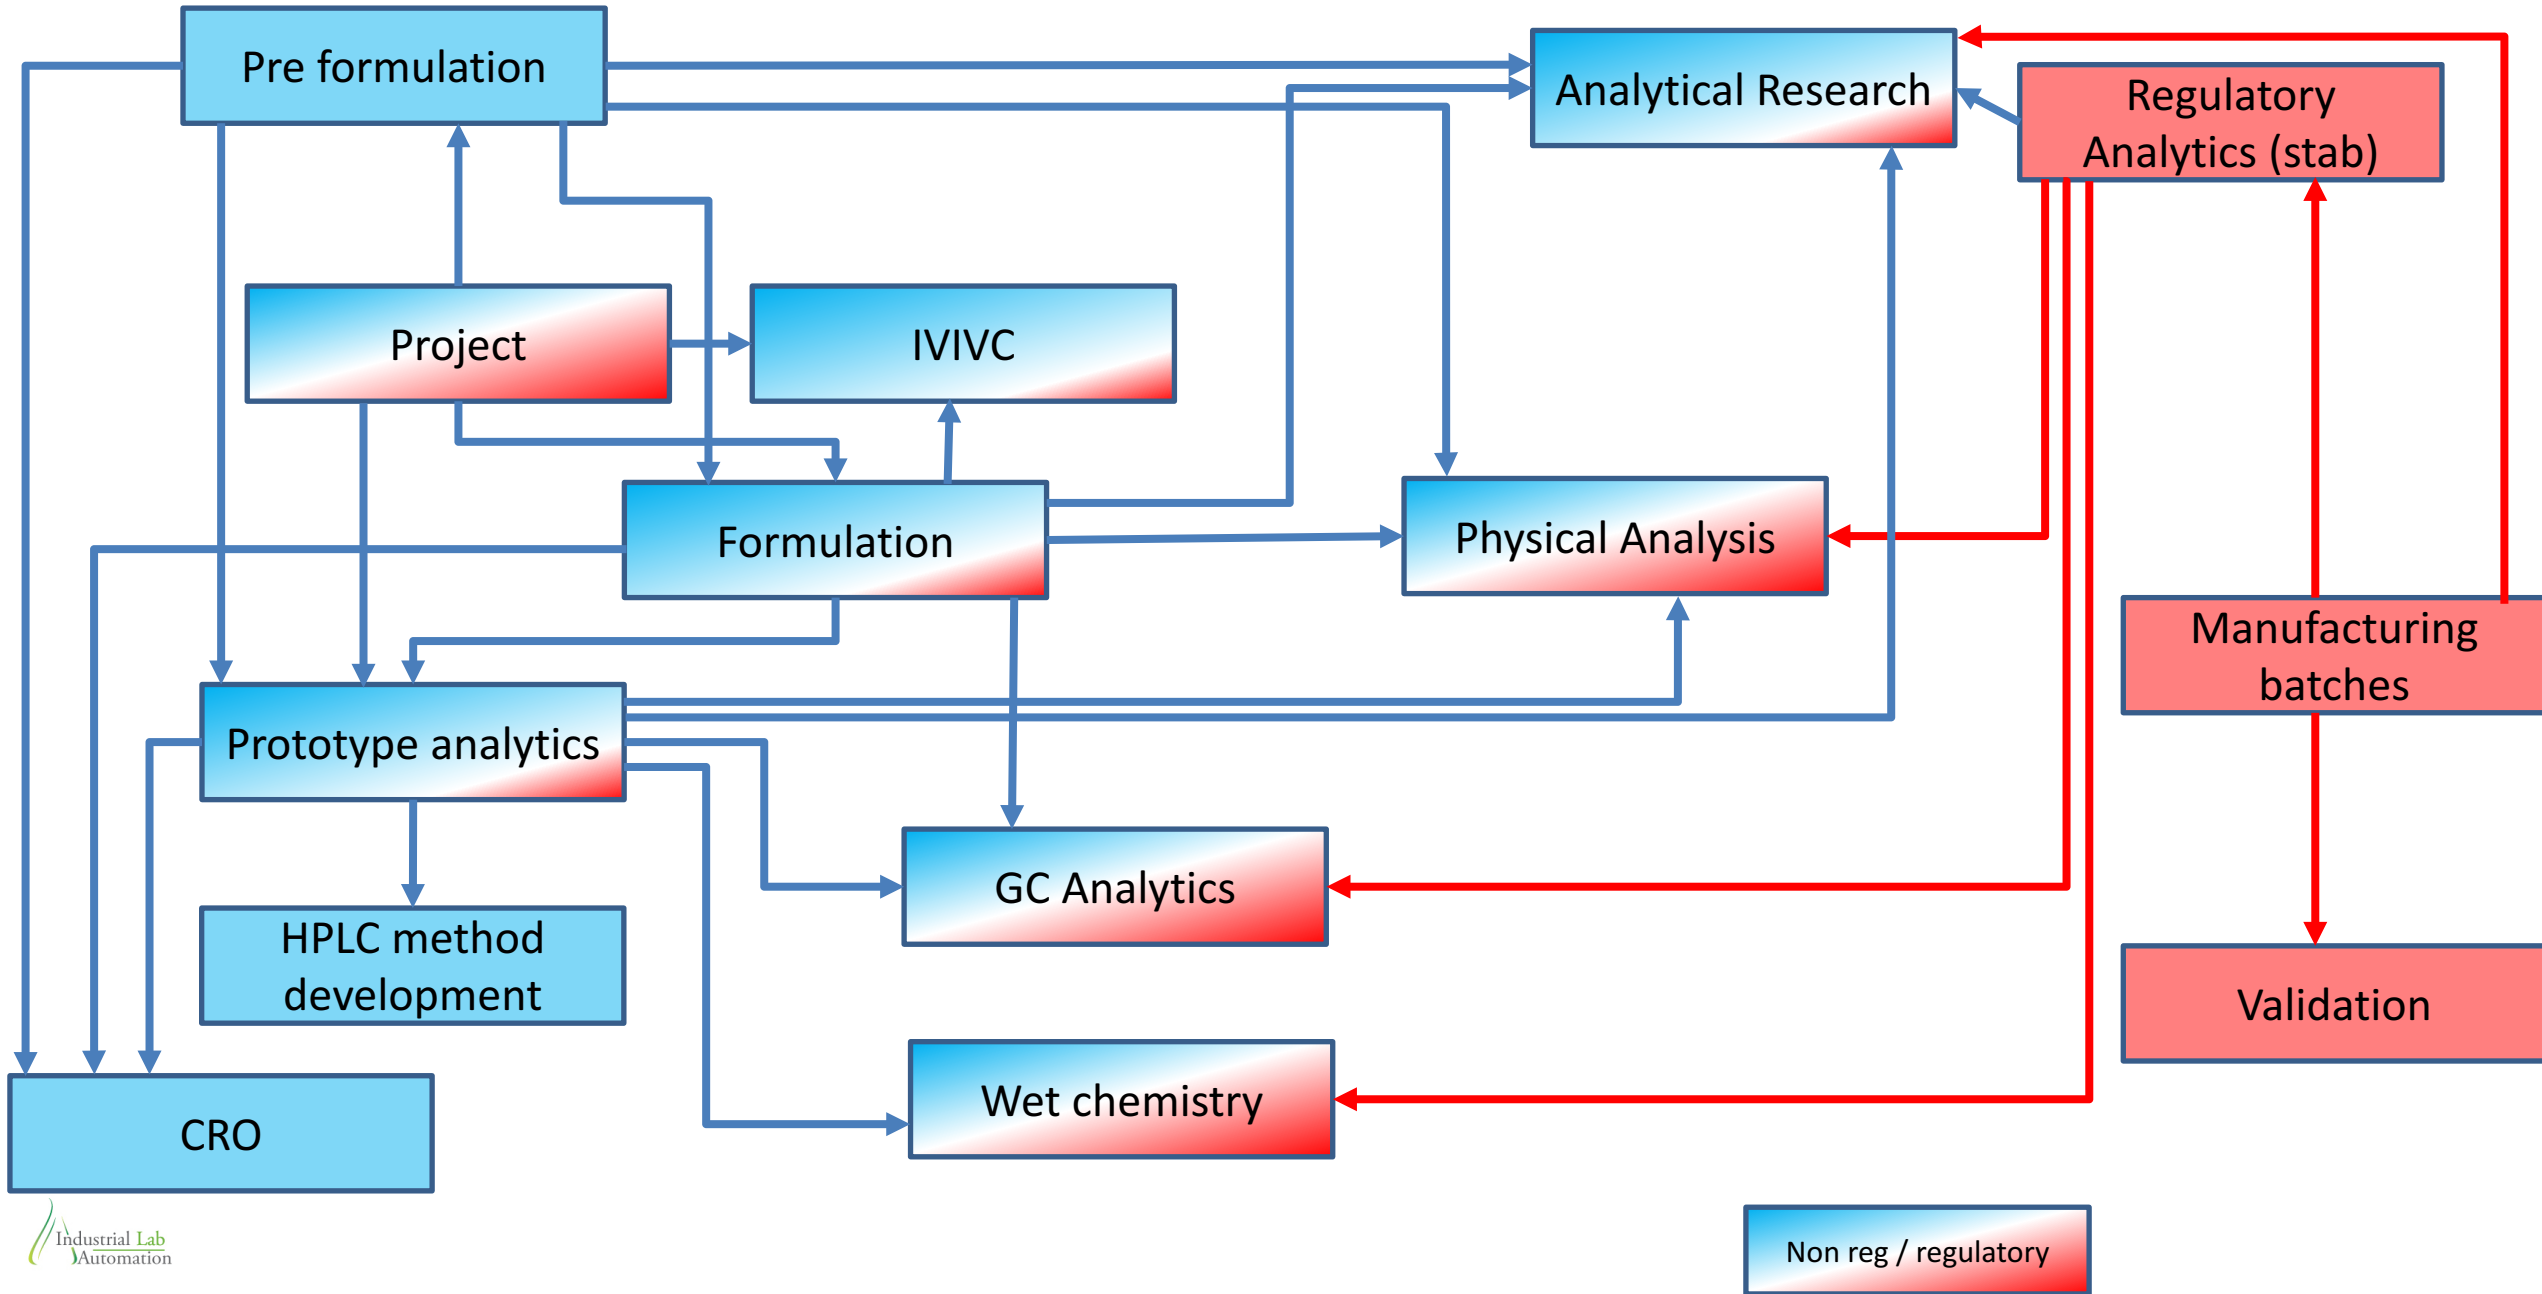 Pre formulation
Analytical Research
Regulatory
Analytics (stab)
Project
IVIVC
Formulation
Physical Analysis
Manufacturing
batches
Prototype analytics
GC Analytics
HPLC method
development
Validation
Wet chemistry
CRO
Industrial Lab
Automation
Non reg / regulatory